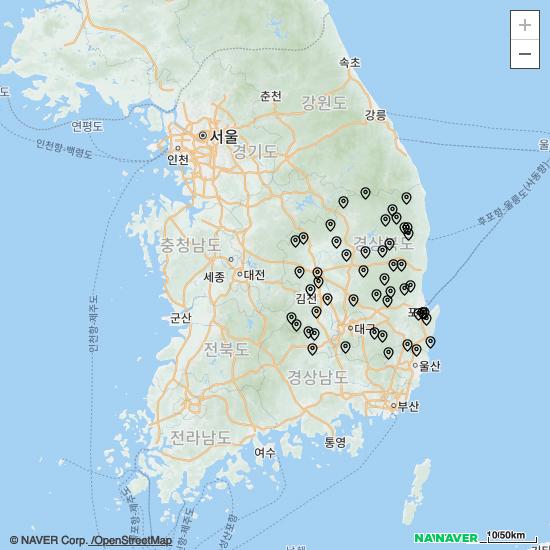 속초
춘천
강원도
강릉
도
연평도
서울
인천항-백령도
인천
경기도
울
후포항-울릉도(사동항)
충청남도
경상북도
세종
대전
인천항-제주도
김천
군산
포
대구
전북도
울산
경상남도
부산
전라남도
통영
여수
© NAVER Corp. /OpenStreetMap
NAVER
10/50km